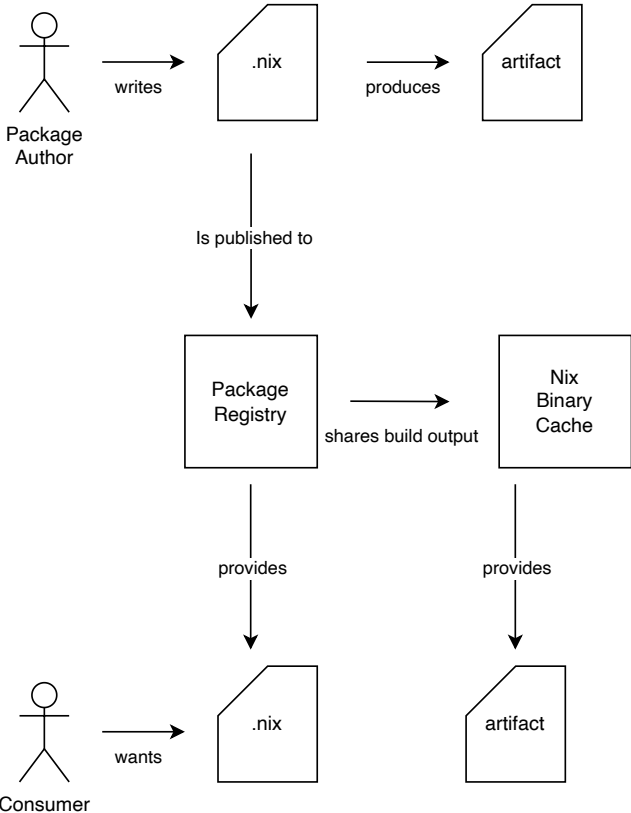 .nix
artifact
writes
produces
Package
Author
Is published to
Package
Registry
Nix
Binary
Cache
shares build output
provides
provides
.nix
artifact
wants
Consumer